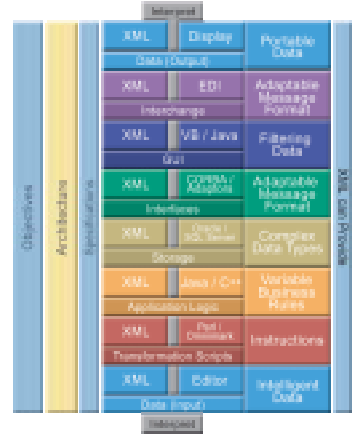 Interpret
XML
Display
Portable
Data
Data (Output)
XML
EDI
Adaptable
Message
Format
Interchange
XML
VB / Java
Filtering
Data
GUI
XML
CORBA /
Adaptors
Adaptable
Message
Format
Interfaces
XML
Oracle /
SQL Server
Complex
Data Types
Storage
XML
Java / C++
Variable
Business
Rules
Application Logic
XML
Perl /
Omnimark
Instructions
Transformation Scripts
XML
Editor
Intelligent
Data
Data (Input)
Interpret
Objectives
Architecture
Specifications
XML Can Provide